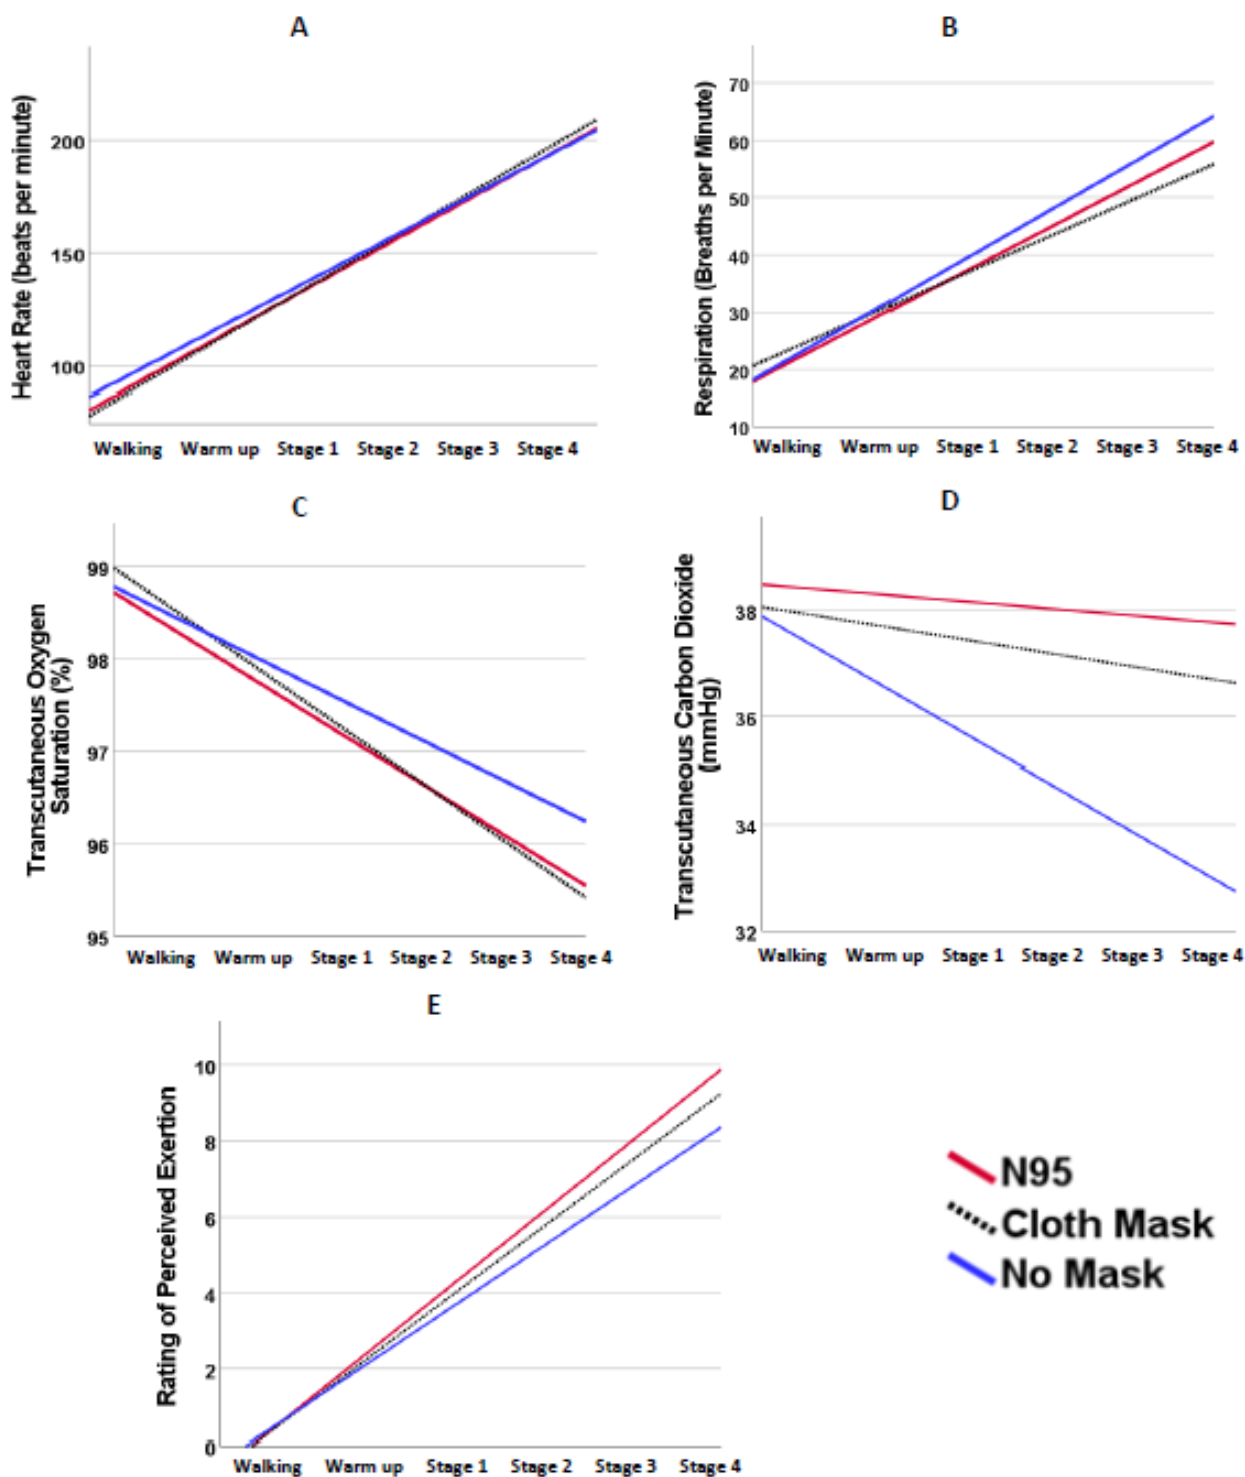 A
Heart Rate (beats per minute)
200
150
100
Walking Warm up Stage 1 Stage 2 Stage 3 Stage 4
B
Respiration (Breaths per Minute)
70
60
50
40
30
20
10
Walking Warm up Stage 1 Stage 2 Stage 3 Stage 4
C
Transcutaneous Oxygen
Saturation (%)
99
98
97
96
95
Walking Warm up Stage 1 Stage 2 Stage 3 Stage 4
D
Transcutaneous Carbon Dioxide
(mmHg)
38
36
34
32
Walking Warm up Stage 1 Stage 2 Stage 3 Stage 4
E
Rating of Perceived Exertion
10
8
6
4
2
0
Walking Warm up Stage 1 Stage 2 Stage 3 Stage 4
N95
Cloth Mask
No Mask